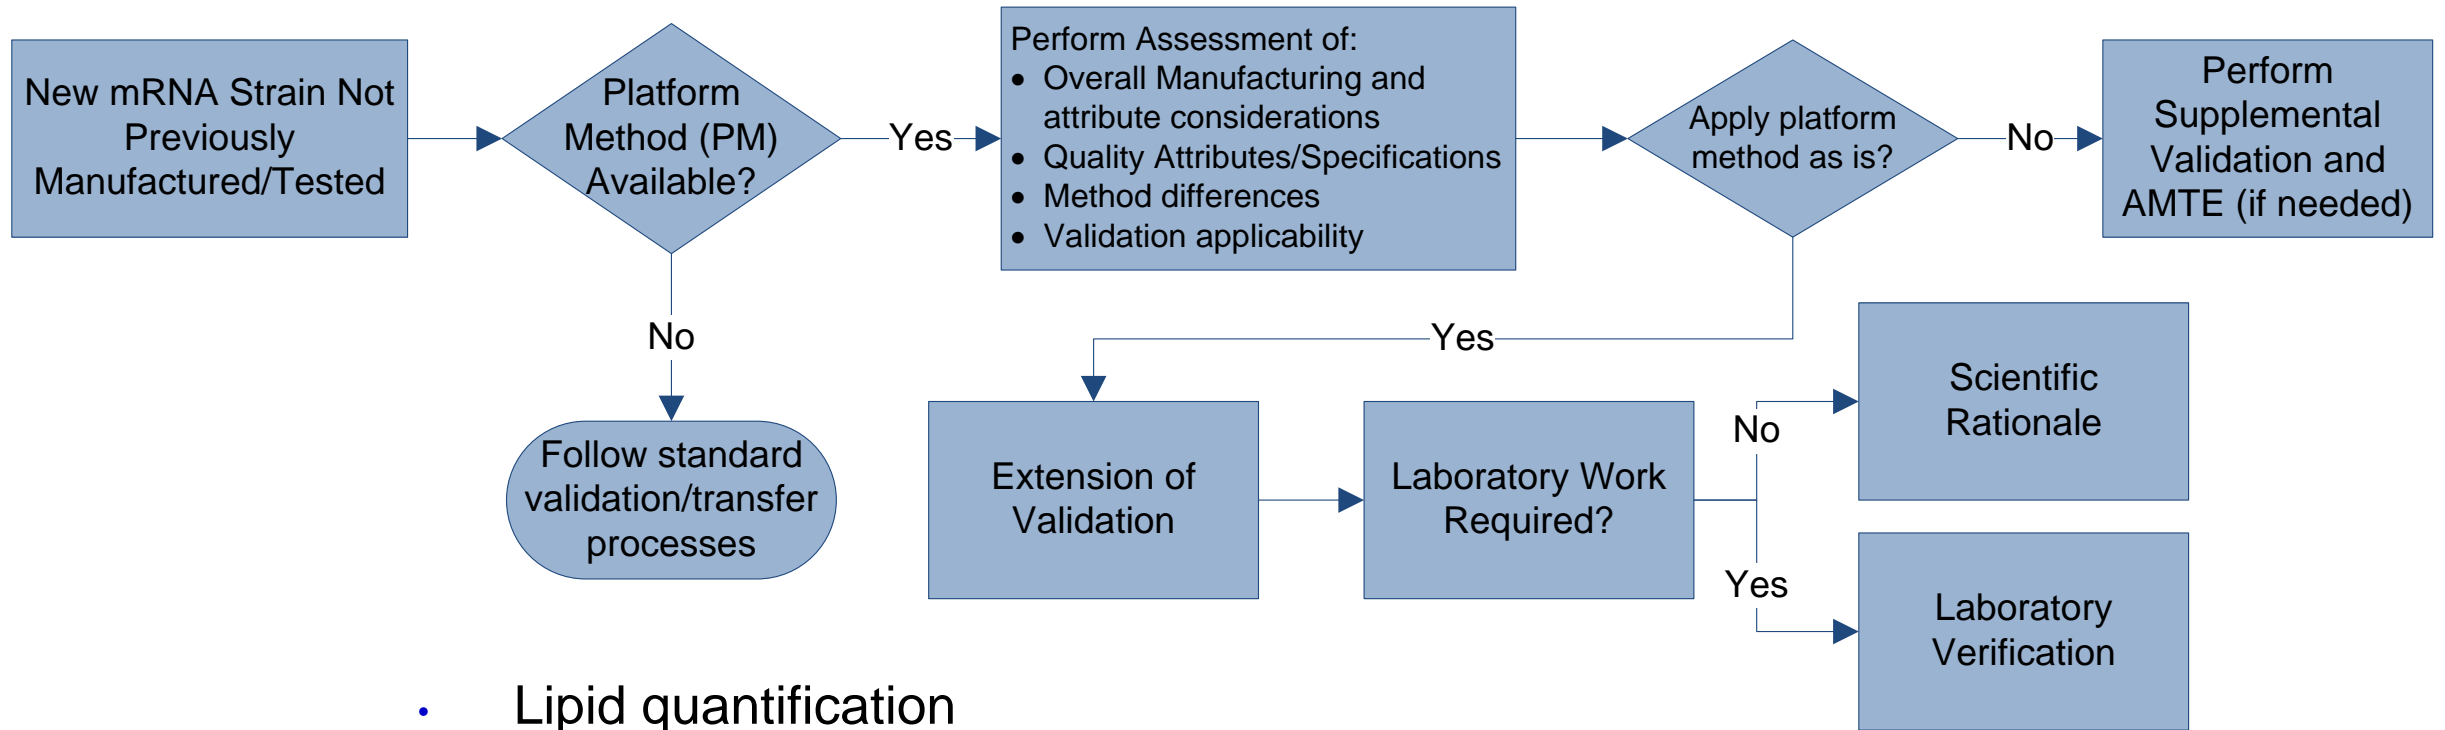 New mRNA Strain Not
Previously
Manufactured/Tested
Platform
Method (PM)
Available?
Yes
Perform Assessment of:
• Overall Manufacturing and
attribute considerations
• Quality Attributes/Specifications
• Method differences
• Validation applicability
Apply platform
method as is?
No
Perform
Supplemental
Validation and
AMTE (if needed)
No
Follow standard
validation/transfer
processes
Yes
Extension of
Validation
Laboratory Work
Required?
No
Scientific
Rationale
Yes
Laboratory
Verification
• Lipid quantification